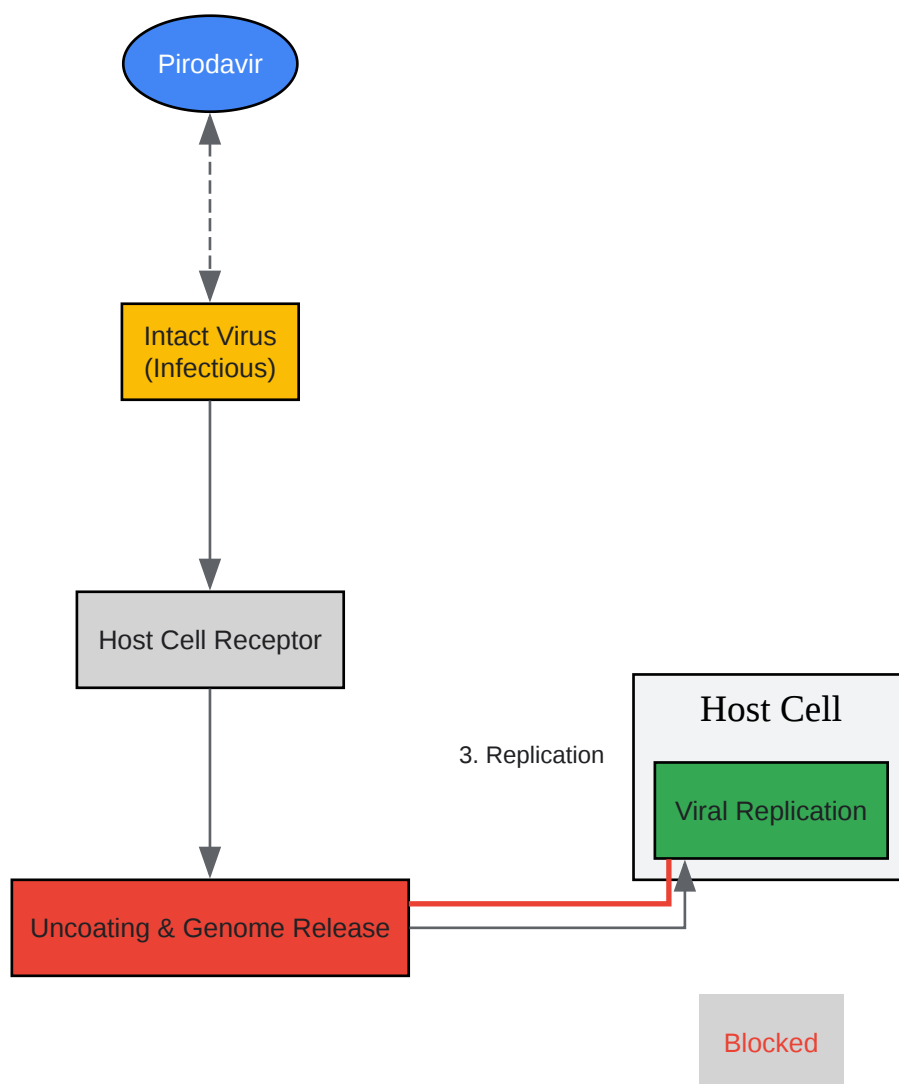 Pirodavir
Intact Virus
(Infectious)
Host Cell Receptor
Host Cell
3. Replication
Viral Replication
Uncoating & Genome Release
Blocked